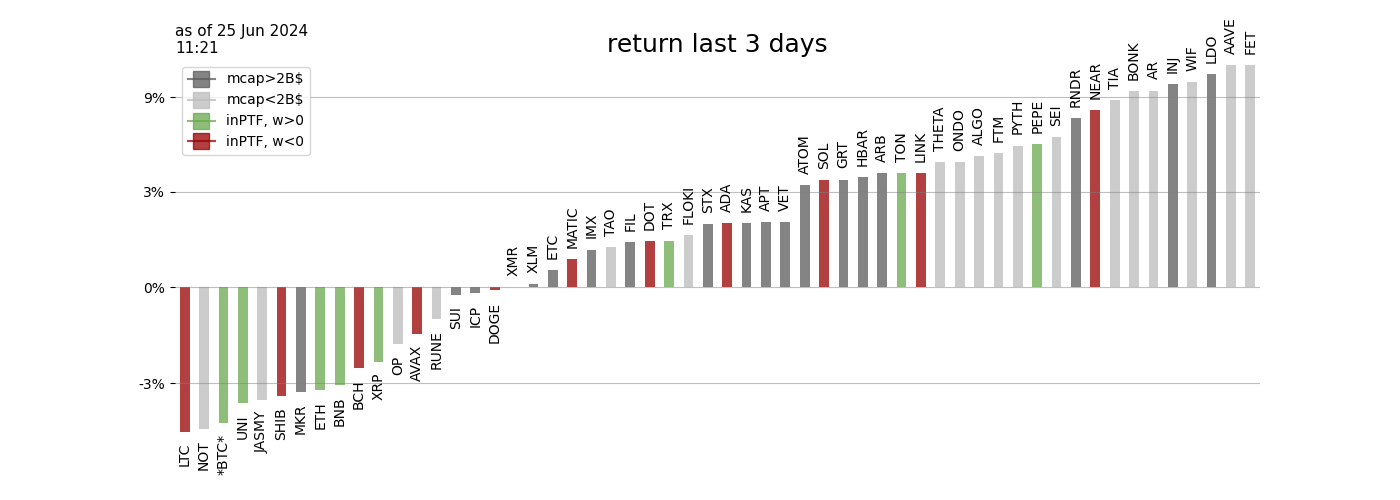 as of 25 Jun 2024
11:21
return last 3 days
mcap>2B$
mcap<2B$
inPTF, w>0
inPTF, w<0
9%
3%
0%
-3%
LTC
NOT
*BTC*
UNI
JASMY
SHIB
MKR
ETH
BNB
BCH
XRP
OP
AVAX
RUNE
SUI
ICP
DOGE
XMR
XLM
ETC
MATIC
IMX
TAO
FIL
DOT
TRX
FLOKI
STX
ADA
KAS
APT
VET
ATOM
SOL
GRT
HBAR
ARB
TON
LINK
THETA
ONDO
ALGO
FTM
PYTH
PEPE
SEI
RNDR
NEAR
TIA
BONK
AR
INJ
WIF
LDO
AAVE
FET